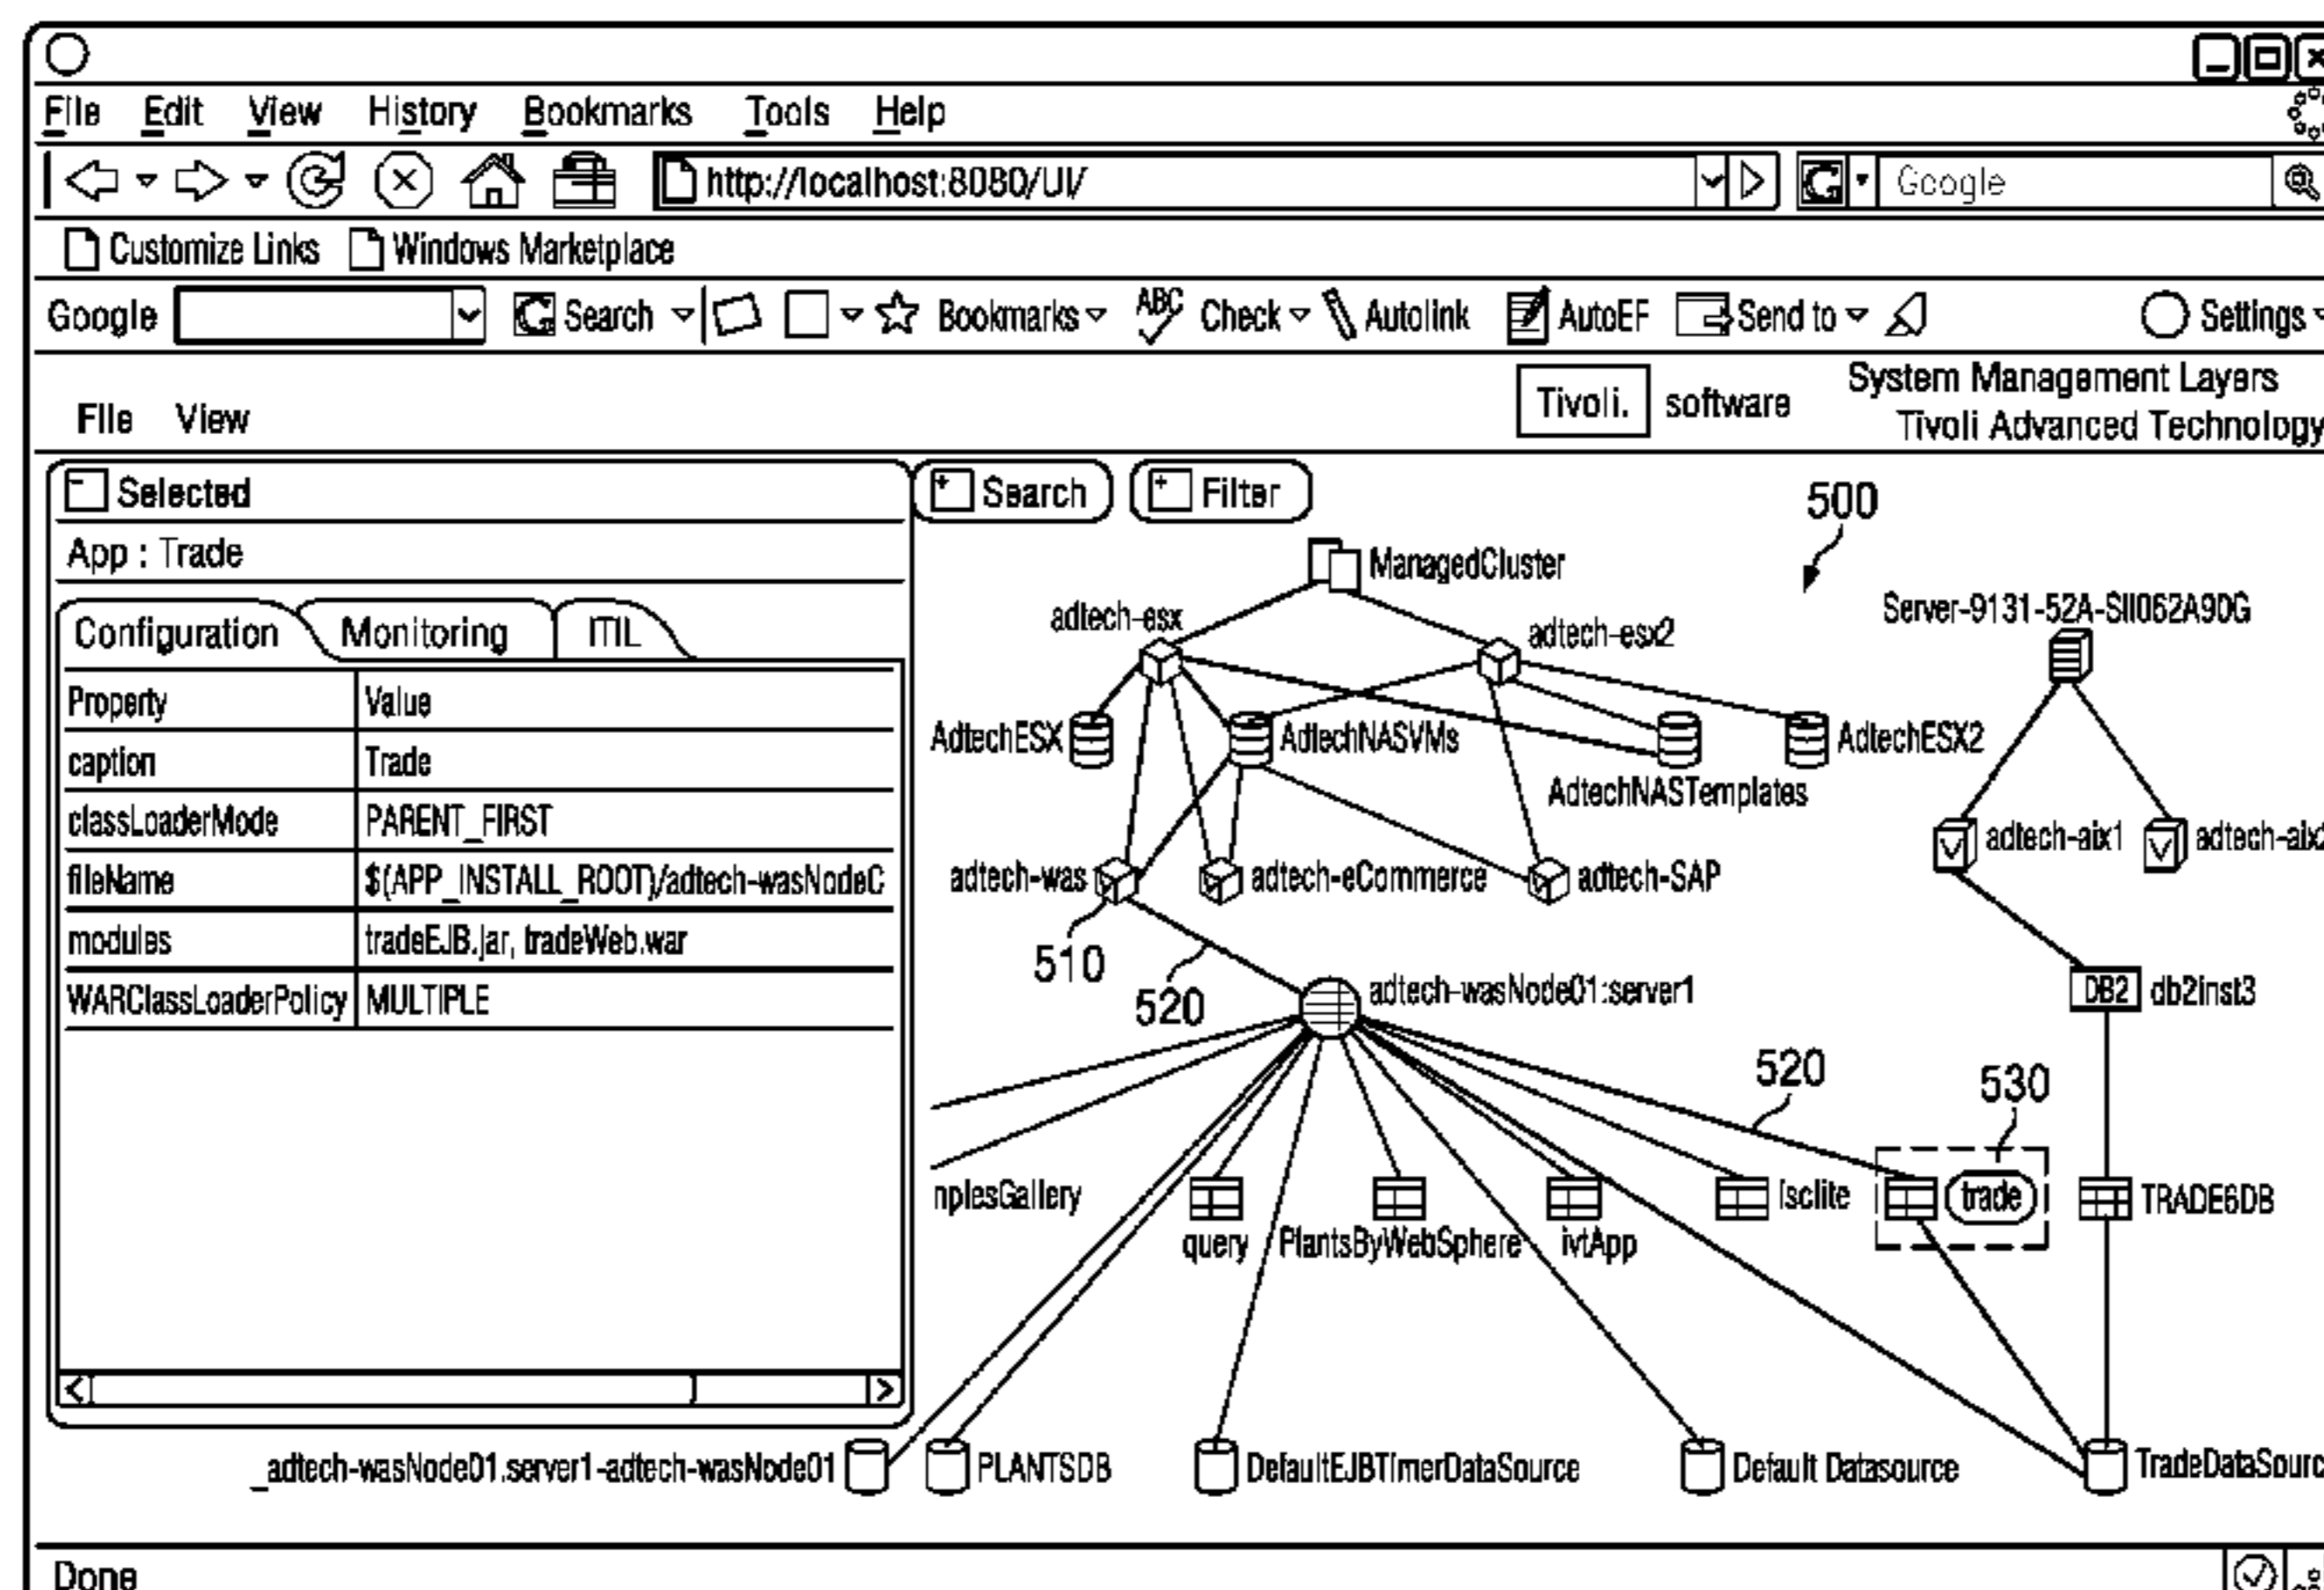 File Edit View History Bookmarks Tools Help
http://localhost:8080/UI/ G Google
Customize Links Windows Marketplace
Google G Search Bookmarks ABC Check Autolink AutoEF Send to Settings
File View Tivoli. software System Management Layers
Tivoli Advanced Technology
Selected Search Filter
500
App : Trade
ManagedCluster
Configuration Monitoring ITIL
adtech-esx adtech-esx2 Server-9131-52A-SII062A90G
Property Value
AdtechESX AdtechNASVMs AdtechESX2
caption Trade
AdtechNASTemplates
classLoaderMode PARENT_FIRST
adtech-aix1
fileName $(APP_INSTALL_ROOT)/adtech-wasNodeC
adtech-was adtech-eCommerce adtech-SAP
modules tradeEJB.jar, tradeWeb.war
510
WARClassLoaderPolicy MULTIPLE
520 adtech-wasNode01:server1 DB2 db2inst3
520 530
nplesGallery Isclite trade TRADE6DB
query PlantsByWebSphere ivtApp
_adtech-wasNode01.server1-adtech-wasNode01 PLANTSDB DefaultEJBTimerDataSource Default Datasource TradeDataSourc
Done